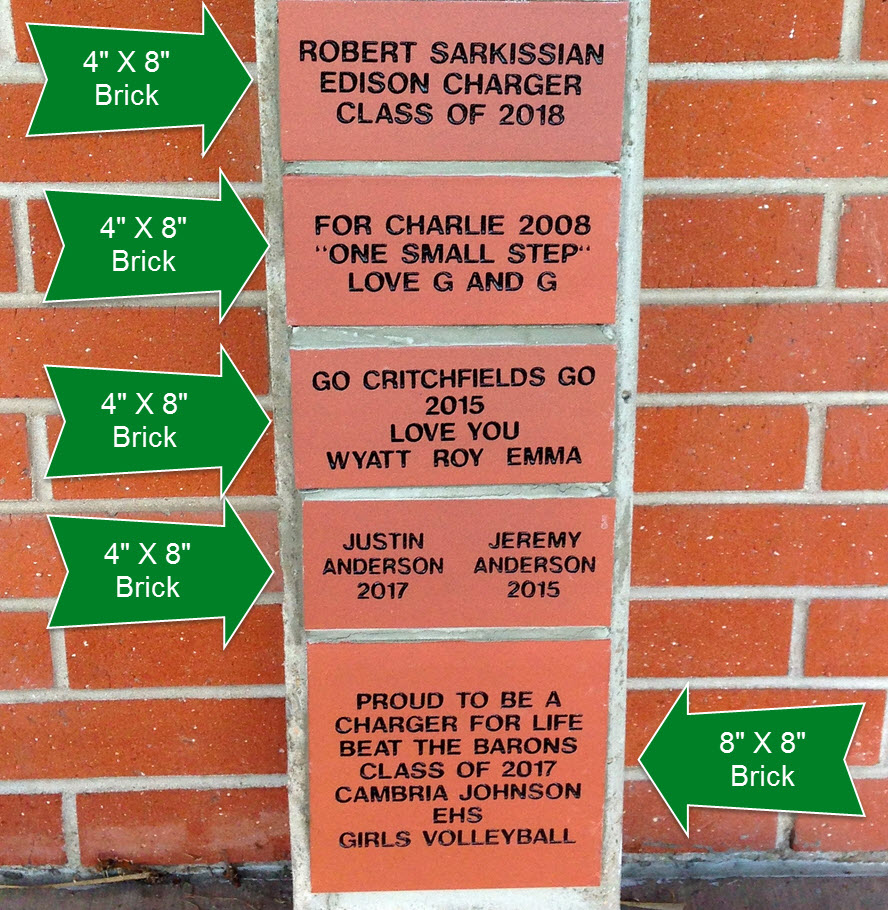 4" X 8"
Brick
ROBERT SARKISSIAN
EDISON CHARGER
CLASS OF 2018
4" X 8"
Brick
FOR CHARLIE 2008
"ONE SMALL STEP"
LOVE G AND G
4" X 8"
Brick
GO CRITCHFIELDS GO
2015
LOVE YOU
WYATT ROY EMMA
4" X 8"
Brick
JUSTIN
ANDERSON
2017
JEREMY
ANDERSON
2015
PROUD TO BE A
CHARGER FOR LIFE
BEAT THE BARONS
CLASS OF 2017
CAMBRIA JOHNSON
EHS
GIRLS VOLLEYBALL
8" X 8"
Brick